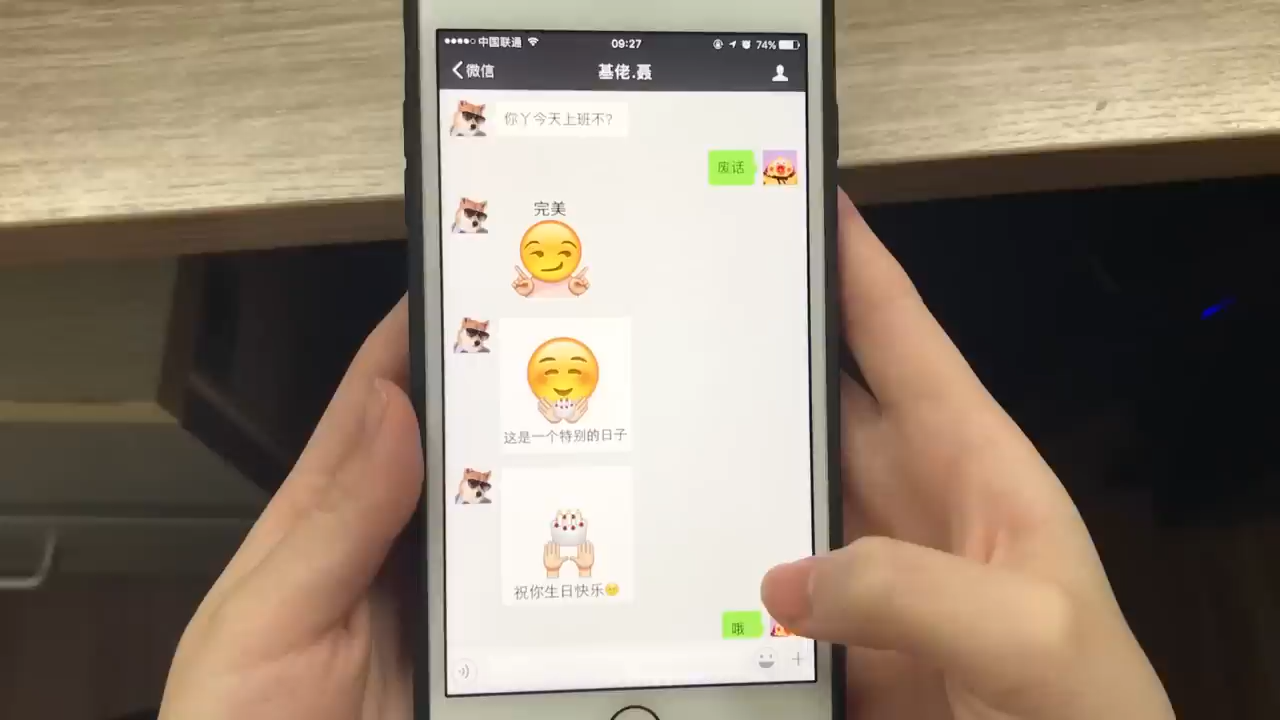 中国联通 09:27 74%
微信 基佬.聂
你丫今天上班不?
废话
完美
这是一个特别的日子
祝你生日快乐
哦